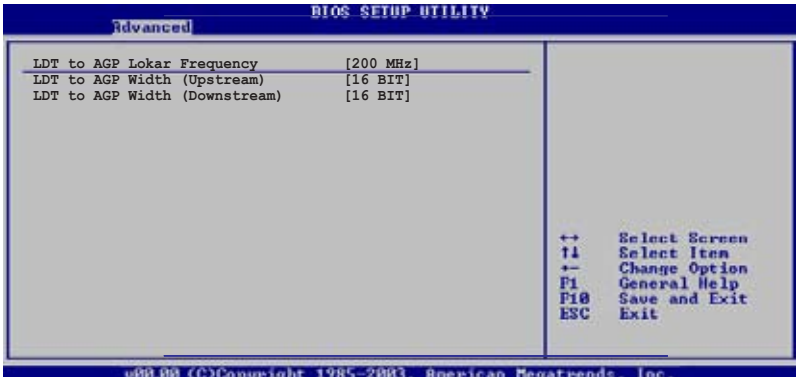 BIOS SETUP UTILITY
Advanced
LDT to AGP Lokar Frequency [200 MHz]
LDT to AGP Width (Upstream) [16 BIT]
LDT to AGP Width (Downstream) [16 BIT]
↔ Select Screen
↑↓ Select Item
+- Change Option
F1 General Help
F10 Save and Exit
ESC Exit
v00.00 (C)Copyright 1985-2003, American Megatrends, Inc.